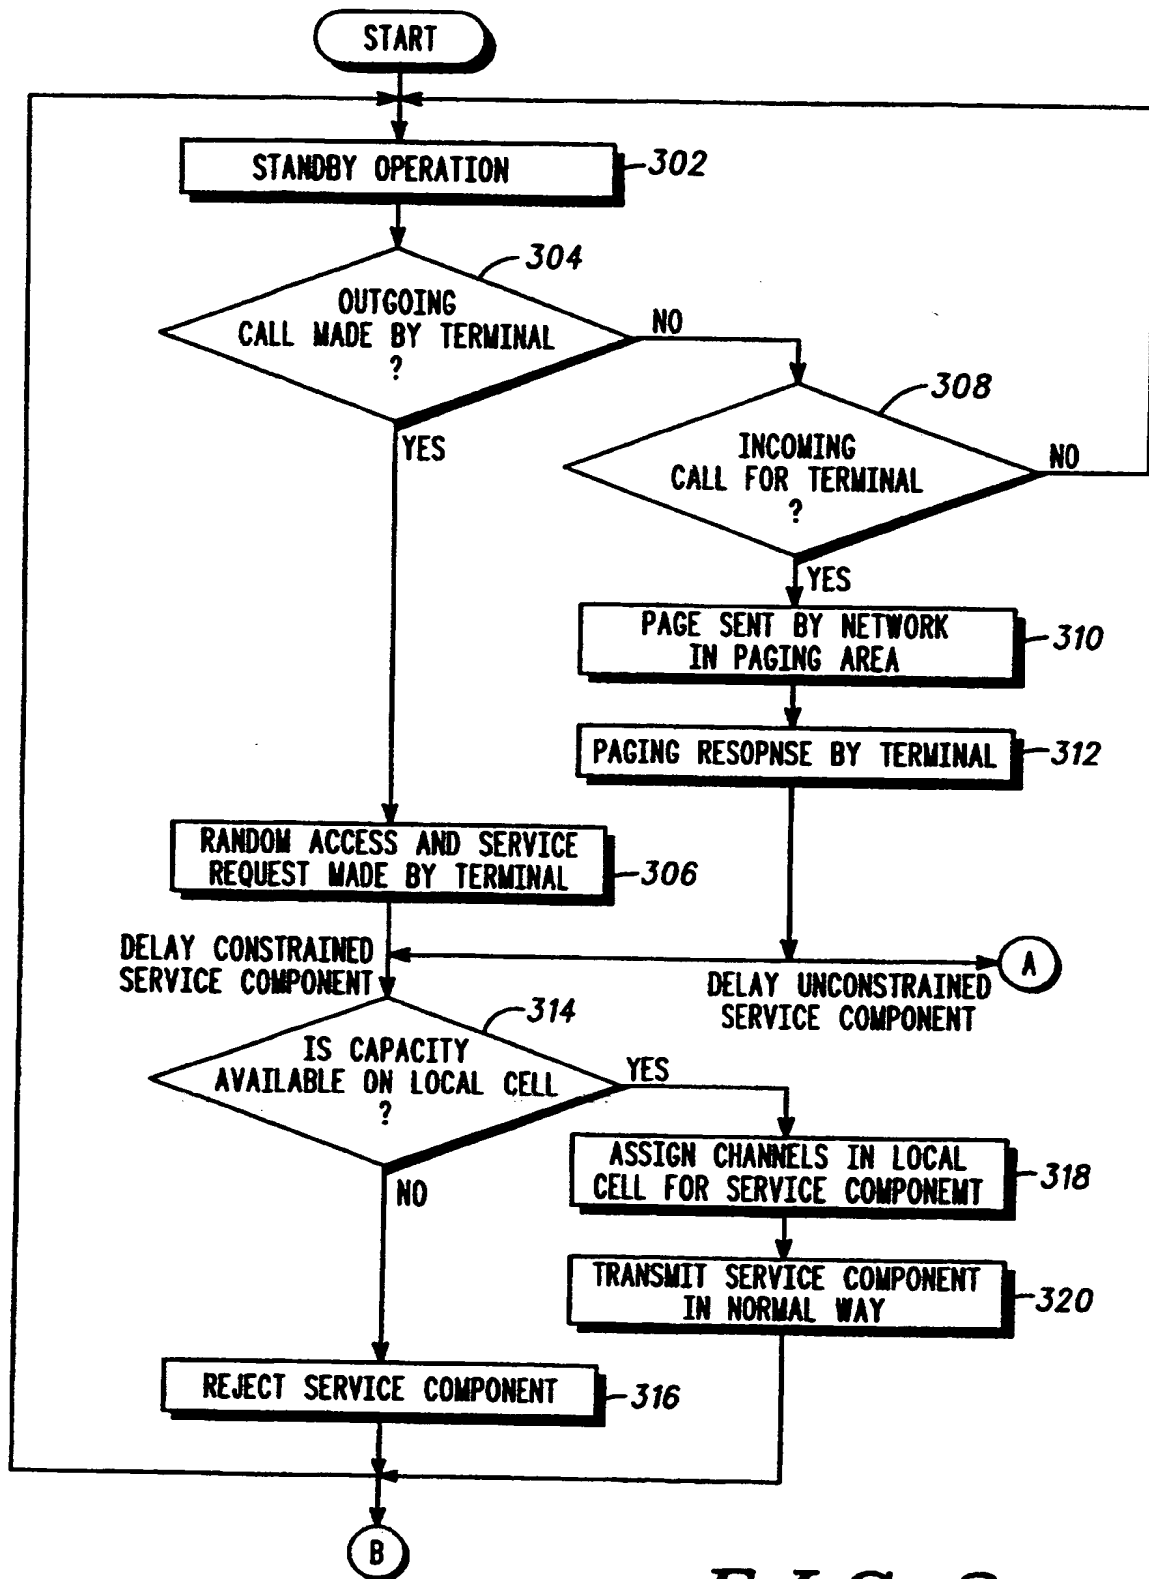 START
STANDBY OPERATION
302
304
OUTGOING
CALL MADE BY TERMINAL
?
NO
YES
308
INCOMING
CALL FOR TERMINAL
?
NO
YES
PAGE SENT BY NETWORK
IN PAGING AREA
310
PAGING RESOPNSE BY TERMINAL
312
RANDOM ACCESS AND SERVICE
REQUEST MADE BY TERMINAL
306
DELAY CONSTRAINED
SERVICE COMPONENT
A
DELAY UNCONSTRAINED
SERVICE COMPONENT
314
IS CAPACITY
AVAILABLE ON LOCAL CELL
?
YES
NO
ASSIGN CHANNELS IN LOCAL
CELL FOR SERVICE COMPONEMT
318
TRANSMIT SERVICE COMPONENT
IN NORMAL WAY
320
REJECT SERVICE COMPONENT
316
B